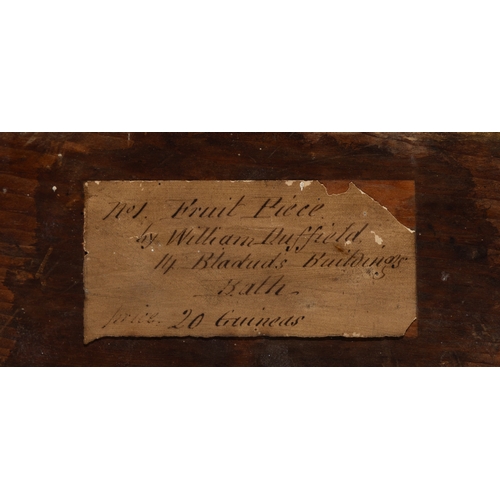 No1. Fruit Piece
by William Duffield
14 Bladuds Buildings
Bath
price. 20 Guineas